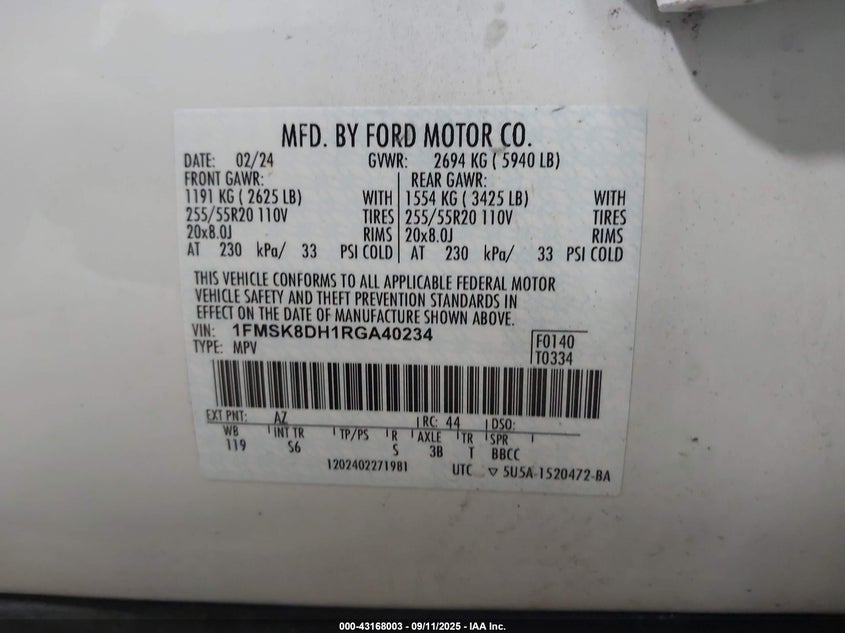 MFD. BY FORD MOTOR CO.
DATE: 02/24 GVWR: 2694 KG ( 5940 LB)
FRONT GAWR: REAR GAWR:
1191 KG ( 2625 LB) WITH 1554 KG ( 3425 LB) WITH
255/55R20 110V TIRES 255/55R20 110V TIRES
20x8.0J RIMS 20x8.0J RIMS
AT 230 kPa/ 33 PSI COLD AT 230 kPa/ 33 PSI COLD
THIS VEHICLE CONFORMS TO ALL APPLICABLE FEDERAL MOTOR
VEHICLE SAFETY AND THEFT PREVENTION STANDARDS IN
EFFECT ON THE DATE OF MANUFACTURE SHOWN ABOVE.
VIN: 1FMSK8DH1RGA40234
TYPE: MPV
F0140
T0334
EXT PNT: AZ RC: 44 DSO:
WB INT TR TP/PS R AXLE TR SPR
119 S6 S 3B T BBCC
1202402271981 UTC ▽ 5U5A-1520472-BA
000-43168003 - 09/11/2025 - IAA Inc.